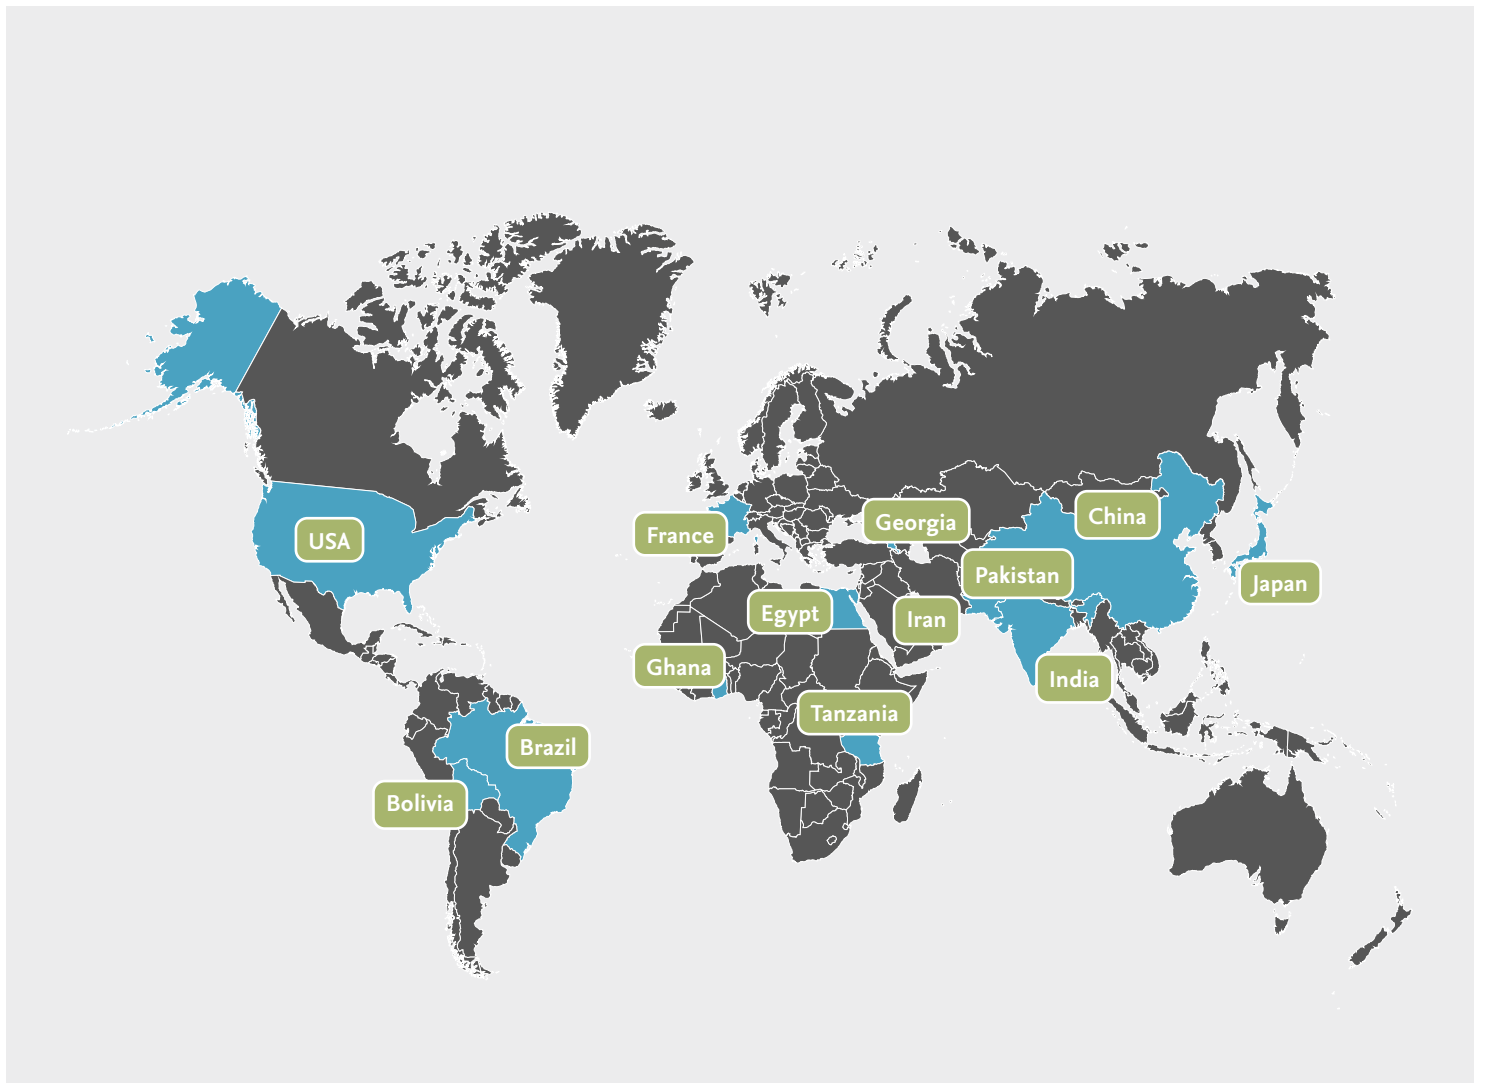 China
Georgia
France
USA
Pakistan
Japan
Egypt
Iran
Ghana
India
Tanzania
Brazil
Bolivia